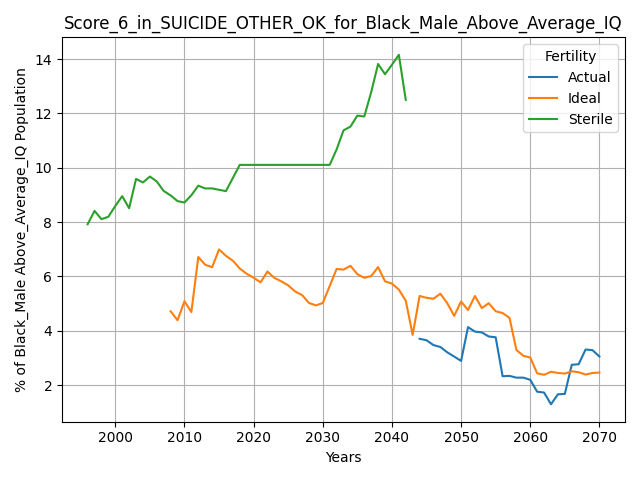 Score_6_in_SUICIDE_OTHER_OK_for_Black_Male_Above_Average_IQ
% of Black_Male Above_Average_IQ Population
14
12
10
8
6
4
2
Fertility
Actual
Ideal
Sterile
2000 2010 2020 2030 2040 2050 2060 2070
Years